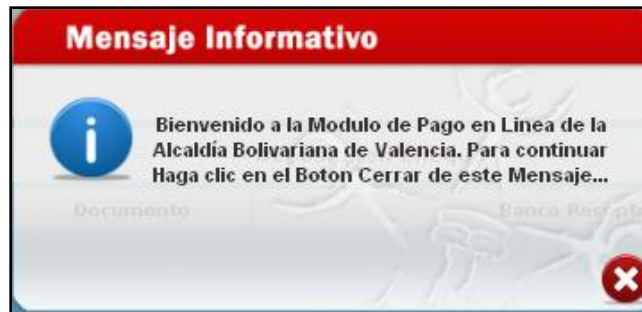 Mensaje Informativo
Bienvenido a la Modulo de Pago en Linea de la
Alcaldía Bolivariana de Valencia. Para continuar
Haga clic en el Boton Cerrar de este Mensaje...
Documento Banco